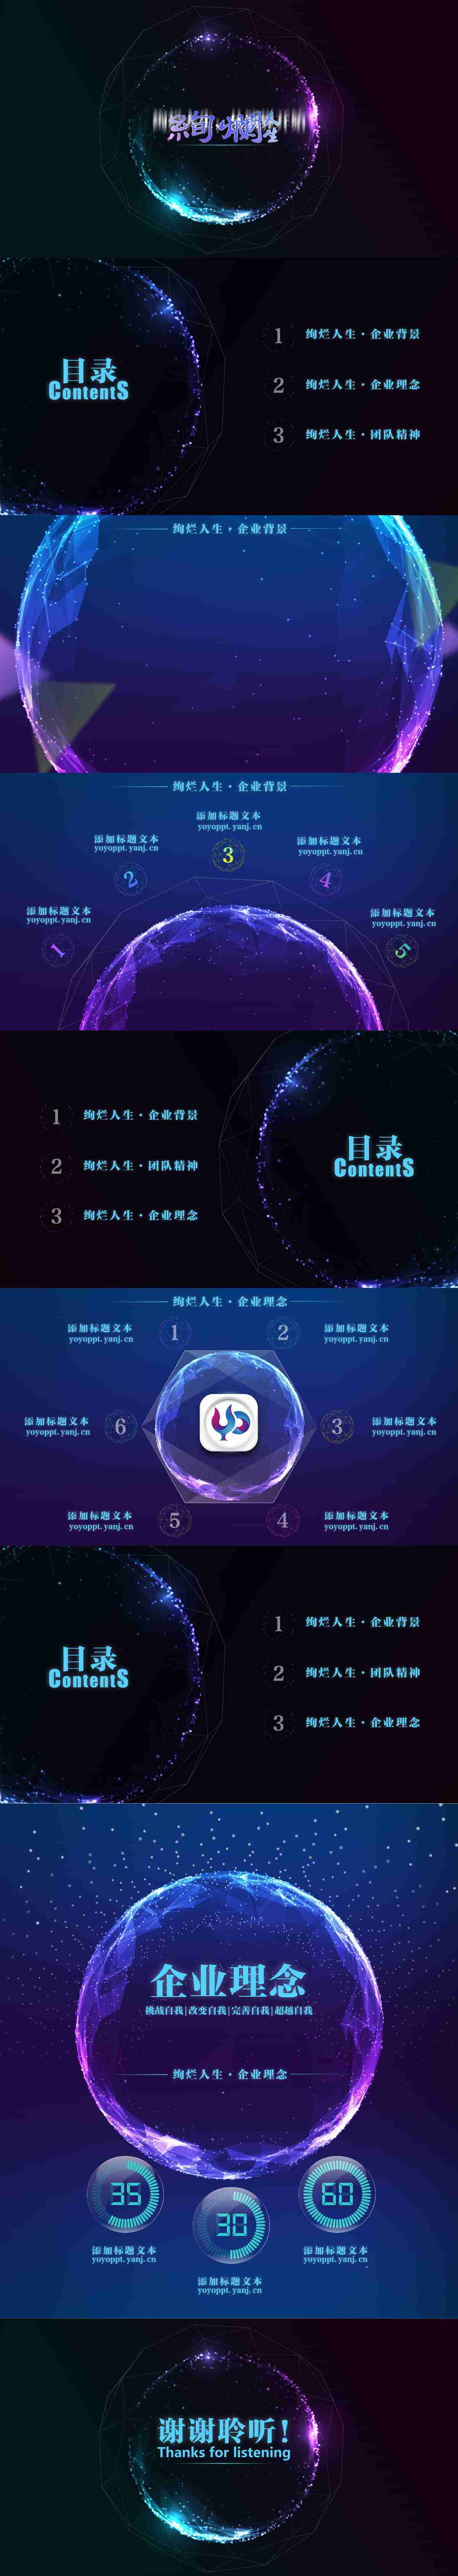 絢·爛
目录
ContentS
1 绚烂人生·企业背景
2 绚烂人生·企业理念
3 绚烂人生·团队精神
绚烂人生·企业背景
绚烂人生·企业背景
添加标题文本
yoyoppt.yanj.cn
3
添加标题文本
yoyoppt.yanj.cn
2
添加标题文本
yoyoppt.yanj.cn
4
添加标题文本
yoyoppt.yanj.cn
1
添加标题文本
yoyoppt.yanj.cn
5
1 绚烂人生·企业背景
2 绚烂人生·团队精神
3 绚烂人生·企业理念
目录
ContentS
绚烂人生·企业理念
添加标题文本
yoyoppt.yanj.cn
1
2
添加标题文本
yoyoppt.yanj.cn
添加标题文本
yoyoppt.yanj.cn
6
3
添加标题文本
yoyoppt.yanj.cn
添加标题文本
yoyoppt.yanj.cn
5
4
添加标题文本
yoyoppt.yanj.cn
目录
ContentS
1 绚烂人生·企业背景
2 绚烂人生·团队精神
3 绚烂人生·企业理念
企业理念
挑战自我|改变自我|完善自我|超越自我
绚烂人生·企业理念
35
30
60
添加标题文本
yoyoppt.yanj.cn
添加标题文本
yoyoppt.yanj.cn
添加标题文本
yoyoppt.yanj.cn
谢谢聆听!
Thanks for listening